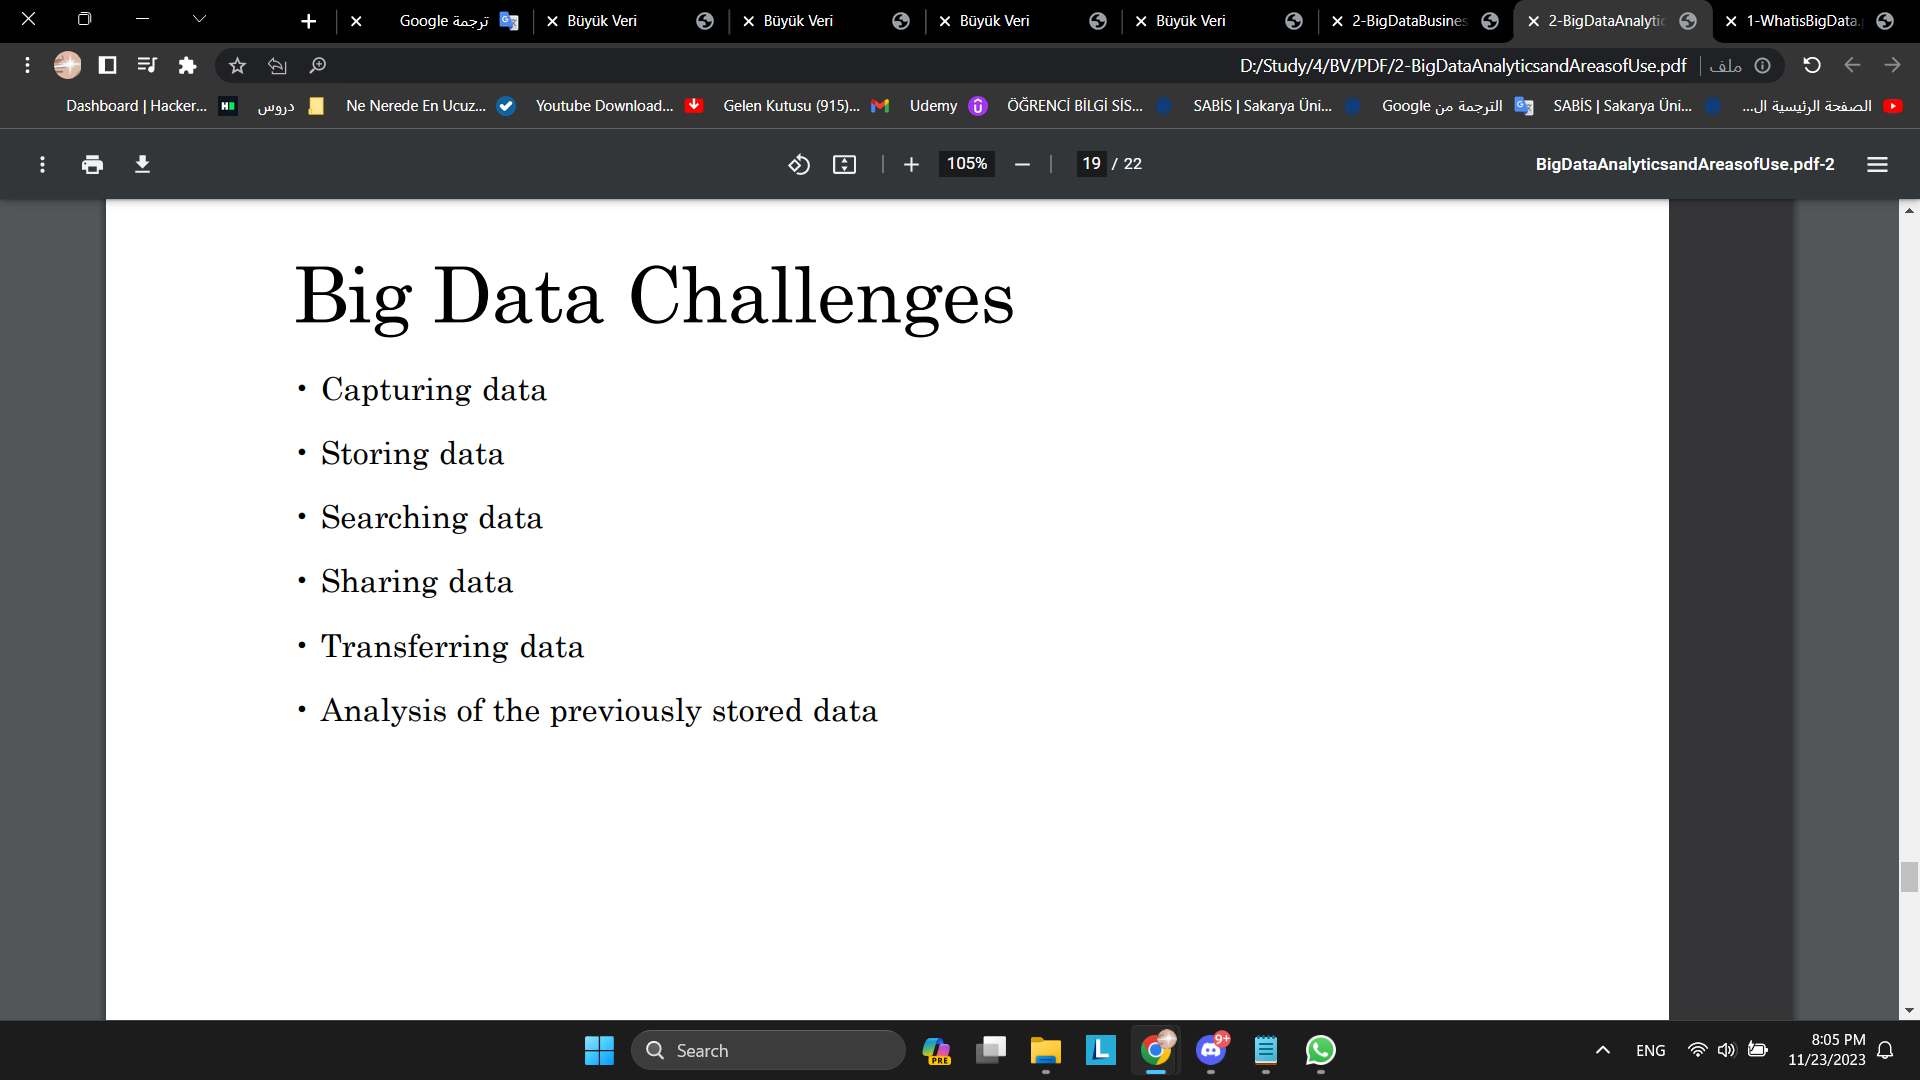 Google ترجمة
Büyük Veri
Büyük Veri
Büyük Veri
Büyük Veri
2-BigDataBusines
2-BigDataAnalytic
1-WhatisBigData.
D:/Study/4/BV/PDF/2-BigDataAnalyticsandAreasofUse.pdf
ملف
Dashboard | Hacker...
دروس
Ne Nerede En Ucuz...
Youtube Download...
Gelen Kutusu (915)...
Udemy
ÖĞRENCİ BİLGİ SİS...
SABİS | Sakarya Üni...
الترجمة من Google
SABİS | Sakarya Üni...
الصفحة الرئيسية ال...
105%
19 / 22
BigDataAnalyticsandAreasofUse.pdf-2
Big Data Challenges
• Capturing data
• Storing data
• Searching data
• Sharing data
• Transferring data
• Analysis of the previously stored data
Search
PRE
L
9+
ENG
8:05 PM
11/23/2023